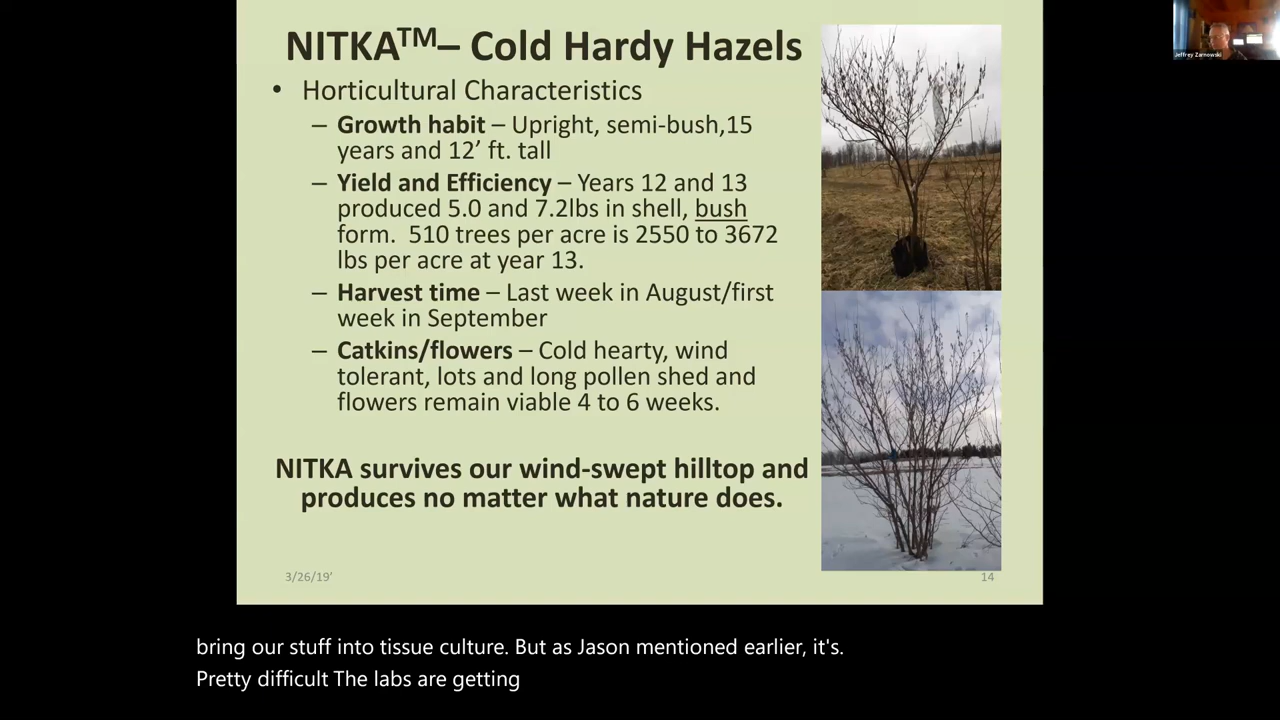 NITKA™– Cold Hardy Hazels
• Horticultural Characteristics
– Growth habit – Upright, semi-bush,15
years and 12’ ft. tall
– Yield and Efficiency – Years 12 and 13
produced 5.0 and 7.2lbs in shell, bush
form. 510 trees per acre is 2550 to 3672
lbs per acre at year 13.
– Harvest time – Last week in August/first
week in September
– Catkins/flowers – Cold hearty, wind
tolerant, lots and long pollen shed and
flowers remain viable 4 to 6 weeks.
NITKA survives our wind-swept hilltop and
produces no matter what nature does.
3/26/19’
14
Jeffrey Zarnowski
bring our stuff into tissue culture. But as Jason mentioned earlier, it's.
Pretty difficult The labs are getting